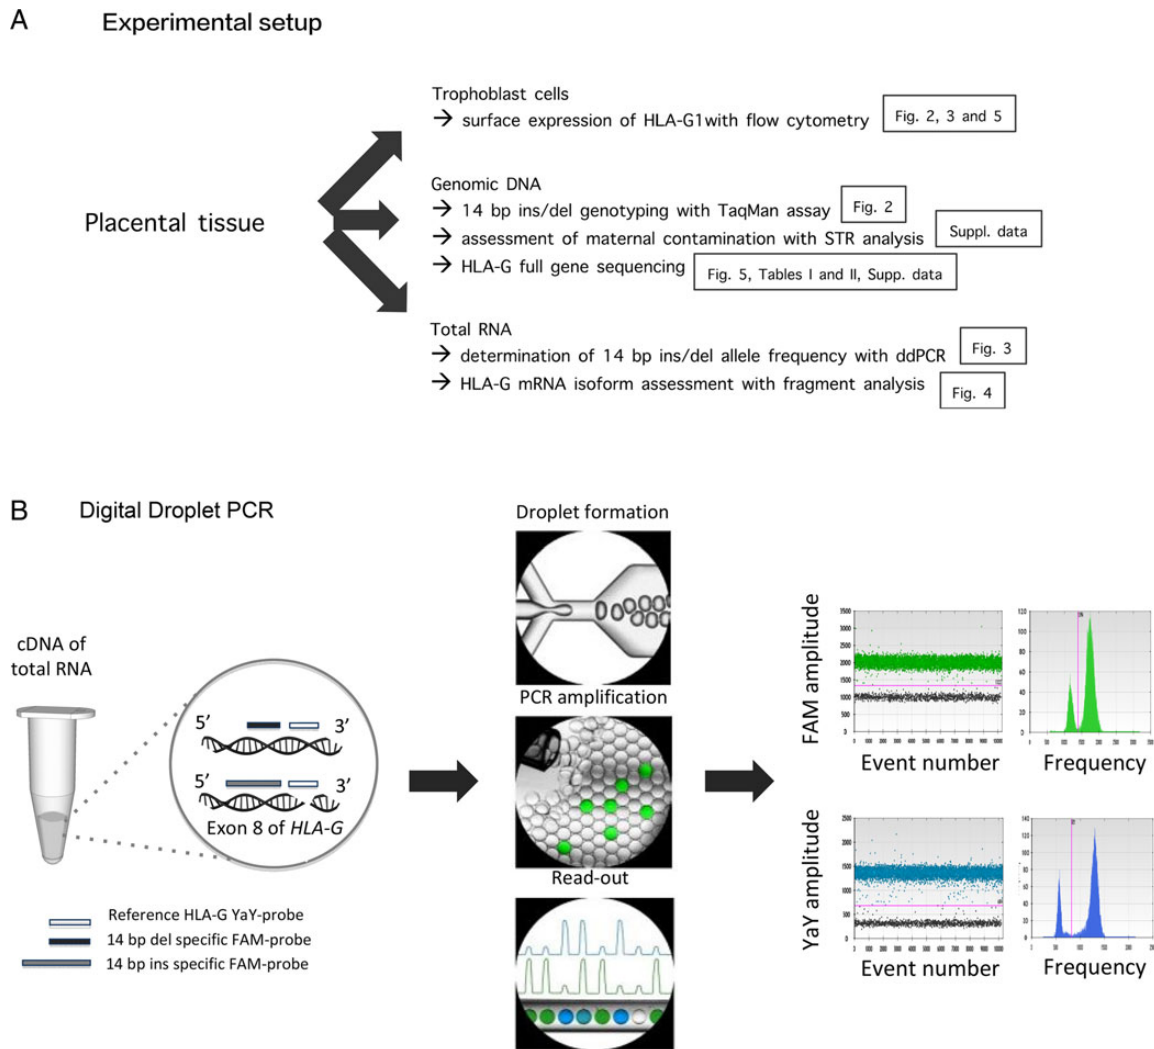 A
Experimental setup
Placental tissue
Trophoblast cells
→ surface expression of HLA-G1with flow cytometry
Fig. 2, 3 and 5
Genomic DNA
→ 14 bp ins/del genotyping with TaqMan assay
Fig. 2
→ assessment of maternal contamination with STR analysis
Suppl. data
→ HLA-G full gene sequencing
Fig. 5, Tables I and II, Supp. data
Total RNA
→ determination of 14 bp ins/del allele frequency with ddPCR
Fig. 3
→ HLA-G mRNA isoform assessment with fragment analysis
Fig. 4
B
Digital Droplet PCR
cDNA of
total RNA
5’ 3’
5’ 3’
Exon 8 of HLA-G
Reference HLA-G YaY-probe
14 bp del specific FAM-probe
14 bp ins specific FAM-probe
Droplet formation
PCR amplification
Read-out
FAM amplitude
Event number
Frequency
YaY amplitude
Event number
Frequency